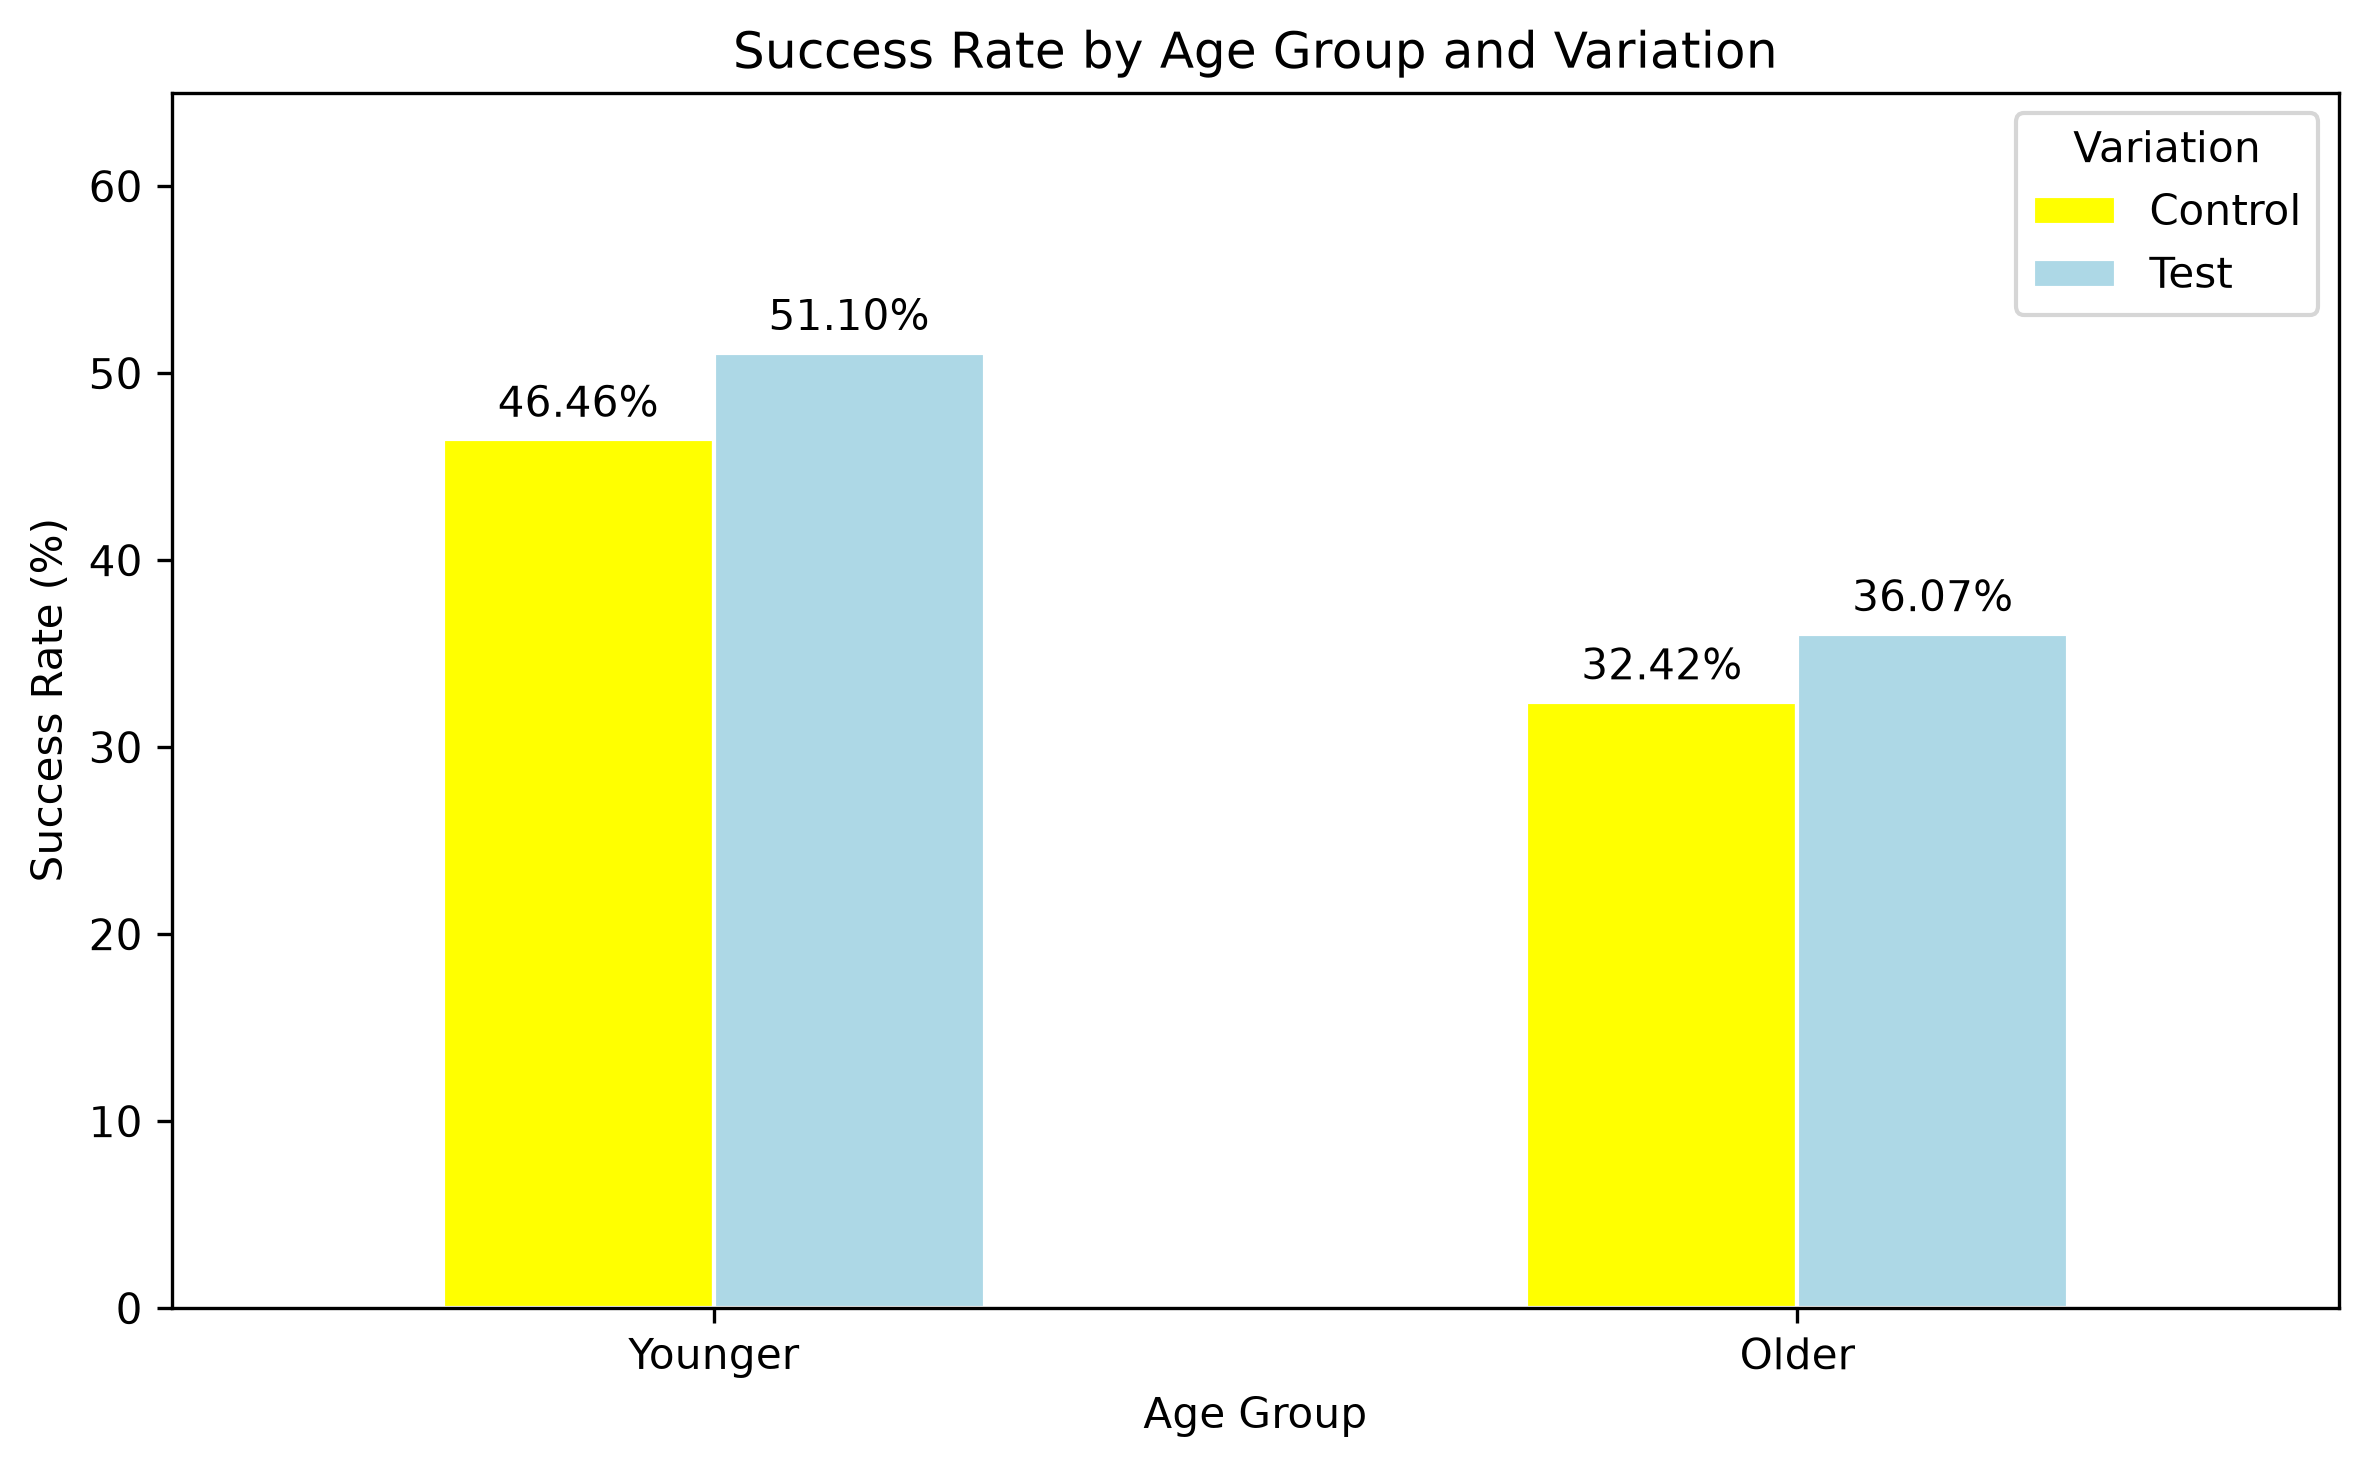 Success Rate by Age Group and Variation
Success Rate (%)
60
50
40
30
20
10
0
46.46%
51.10%
32.42%
36.07%
Variation
Control
Test
Younger
Older
Age Group